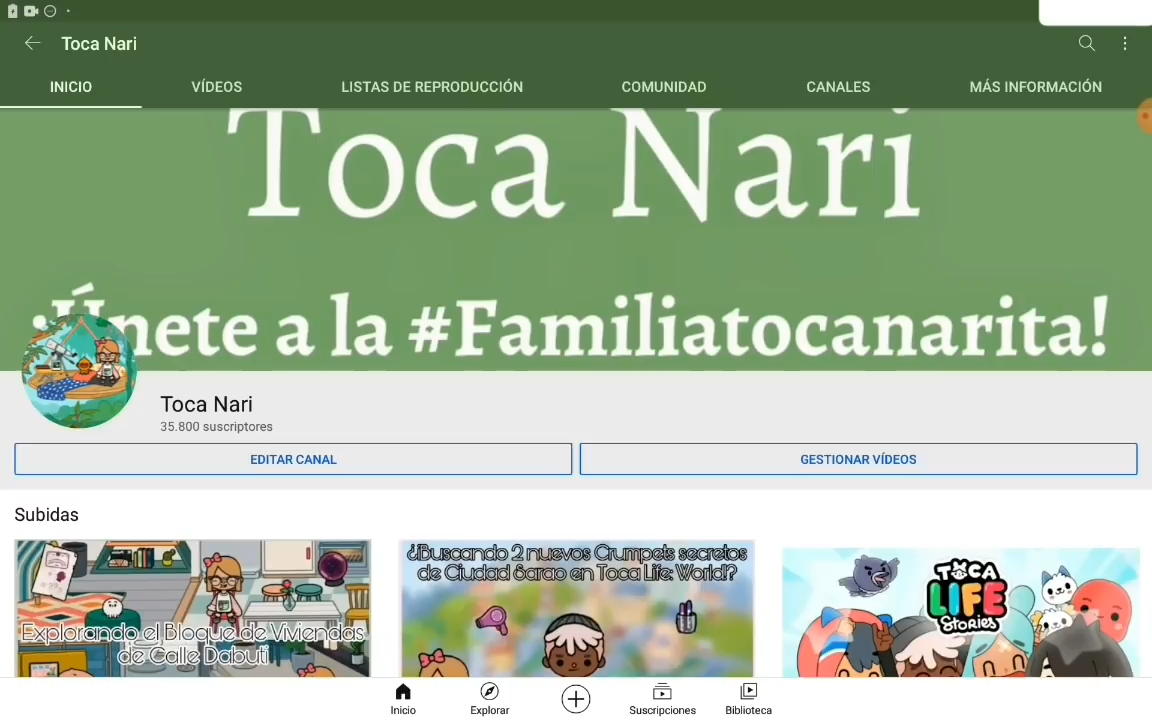 Toca Nari
INICIO
VÍDEOS
LISTAS DE REPRODUCCIÓN
COMUNIDAD
CANALES
MÁS INFORMACIÓN
Toca Nari
¡Únete a la #Familiatocanarita!
Toca Nari
35.800 suscriptores
EDITAR CANAL
GESTIONAR VÍDEOS
Subidas
Explorando el Bloque de Viviendas
de Calle Dabuti
¿Buscando 2 nuevos Crumpets secretos
de Ciudad Sarao en Toca Life: World!?
TOCA
LIFE
STORIES
Inicio
Explorar
Suscripciones
Biblioteca